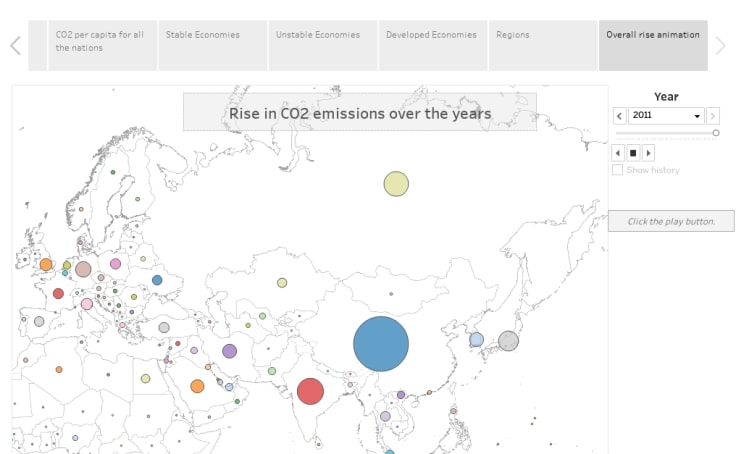 CO2 per capita for all
the nations
Stable Economies
Unstable Economies
Developed Economies
Regions
Overall rise animation
Rise in CO2 emissions over the years
Year
2011
Show history
Click the play button.